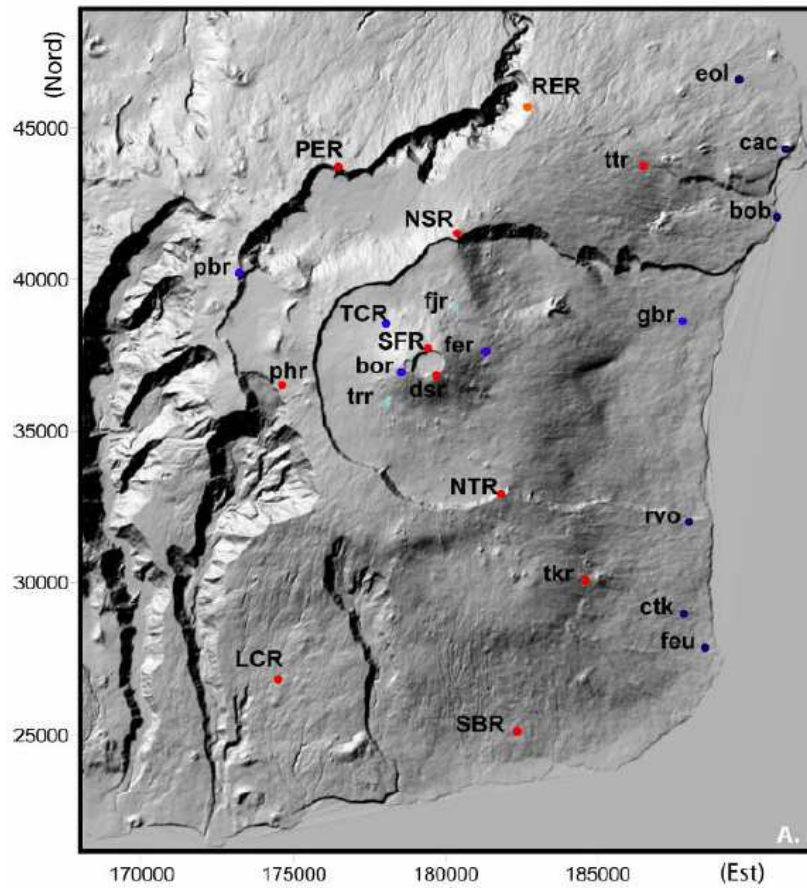 (Nord)
eol
RER
45000
cac
PER
ttr
NSR
bob
pbr
40000
fjr
TCR
gbr
SFR
fer
bor
phr
dsr
trr
35000
NTR
rvo
tkr
30000
ctk
feu
LCR
SBR
25000
A.
170000 175000 180000 185000 (Est)